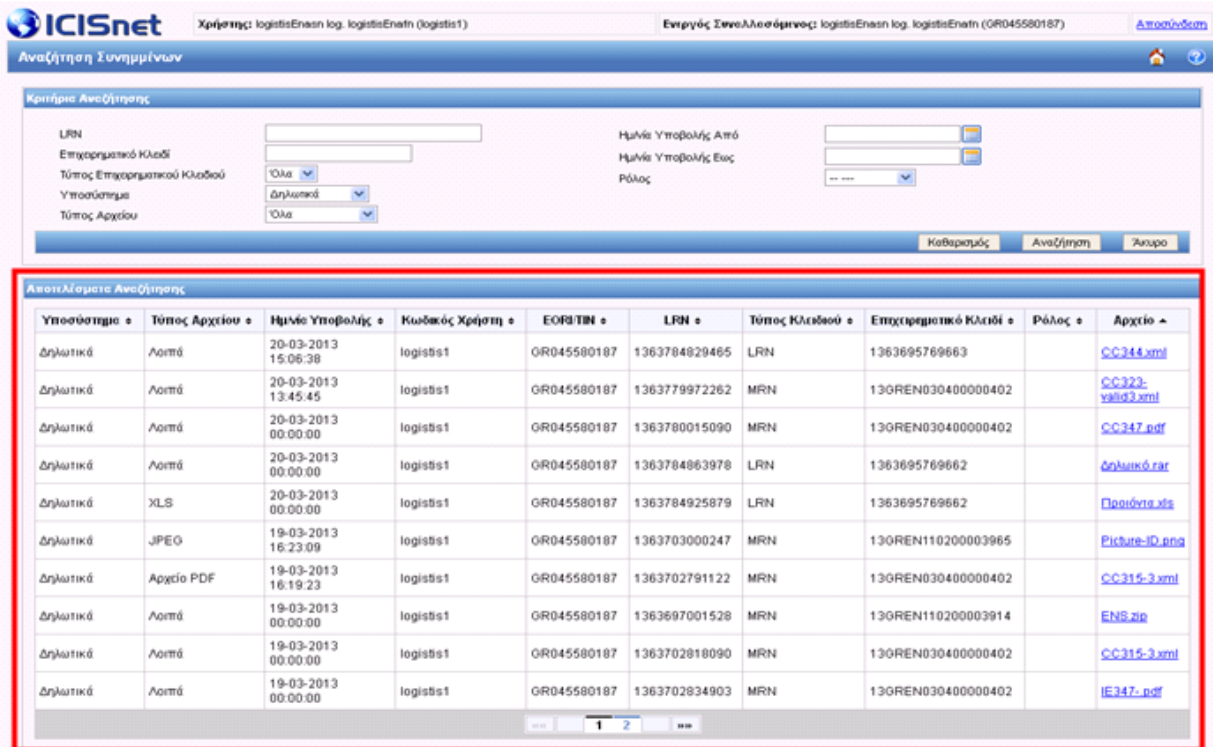 ICISnet Χρήστης: logistisEnasn log. logistisEnatn (logistis1) Ενεργός Συναλλασόμενος: logistisEnasn log. logistisEnatn (GR045580187) Αποσύνδεση
Αναζήτηση Συνημμένων
Κριτήρια Αναζήτησης
LRN Ημ/νία Υποβολής Από
Επιχειρηματικό Κλειδί Ημ/νία Υποβολής Εως
Τύπος Επιχειρηματικού Κλειδιού Όλα Ρόλος -- ---
Υποσύστημα Δηλωτικά
Τύπος Αρχείου Όλα
Καθαρισμός Αναζήτηση Άκυρο
Αποτελέσματα Αναζήτησης
Υποσύστημα Τύπος Αρχείου Ημ/νία Υποβολής Κωδικός Χρήστη EORI/TIN LRN Τύπος Κλειδιού Επιχειρηματικό Κλειδί Ρόλος Αρχείο
Δηλωτικά Λοιπά 20-03-2013 15:06:38 logistis1 GR045580187 1363784829465 LRN 1363695769663 CC344.xml
Δηλωτικά Λοιπά 20-03-2013 13:45:45 logistis1 GR045580187 1363779972262 MRN 13GREN030400000402 CC323-valid3.xml
Δηλωτικά Λοιπά 20-03-2013 00:00:00 logistis1 GR045580187 1363780015090 MRN 13GREN030400000402 CC347.pdf
Δηλωτικά Λοιπά 20-03-2013 00:00:00 logistis1 GR045580187 1363784863978 LRN 1363695769662 Δηλωικό.rar
Δηλωτικά XLS 20-03-2013 00:00:00 logistis1 GR045580187 1363784925879 LRN 1363695769662 Προιόντα.xls
Δηλωτικά JPEG 19-03-2013 16:23:09 logistis1 GR045580187 1363703000247 MRN 13GREN110200003965 Picture-ID.png
Δηλωτικά Αρχείο PDF 19-03-2013 16:19:23 logistis1 GR045580187 1363702791122 MRN 13GREN030400000402 CC315-3.xml
Δηλωτικά Λοιπά 19-03-2013 00:00:00 logistis1 GR045580187 1363697001528 MRN 13GREN110200003914 ENS.zip
Δηλωτικά Λοιπά 19-03-2013 00:00:00 logistis1 GR045580187 1363702818090 MRN 13GREN030400000402 CC315-3.xml
Δηλωτικά Λοιπά 19-03-2013 00:00:00 logistis1 GR045580187 1363702834903 MRN 13GREN030400000402 IE347-.pdf
«« 1 2 »»